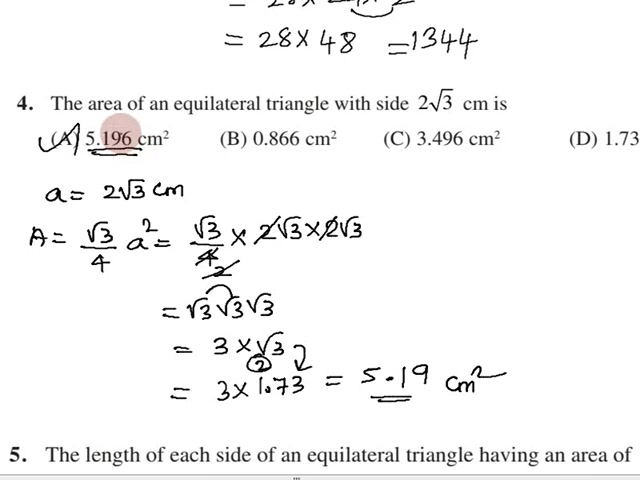 = 28 × 48 = 1344
4. The area of an equilateral triangle with side 2√3 cm is
(A) 5.196 cm² (B) 0.866 cm² (C) 3.496 cm² (D) 1.73
a = 2√3 cm
A = √3/4 a² = √3/4 × 2√3 × 2√3
2
= √3 √3 √3
= 3 × √3
2
= 3 × 1.73 = 5.19 cm²
5. The length of each side of an equilateral triangle having an area of